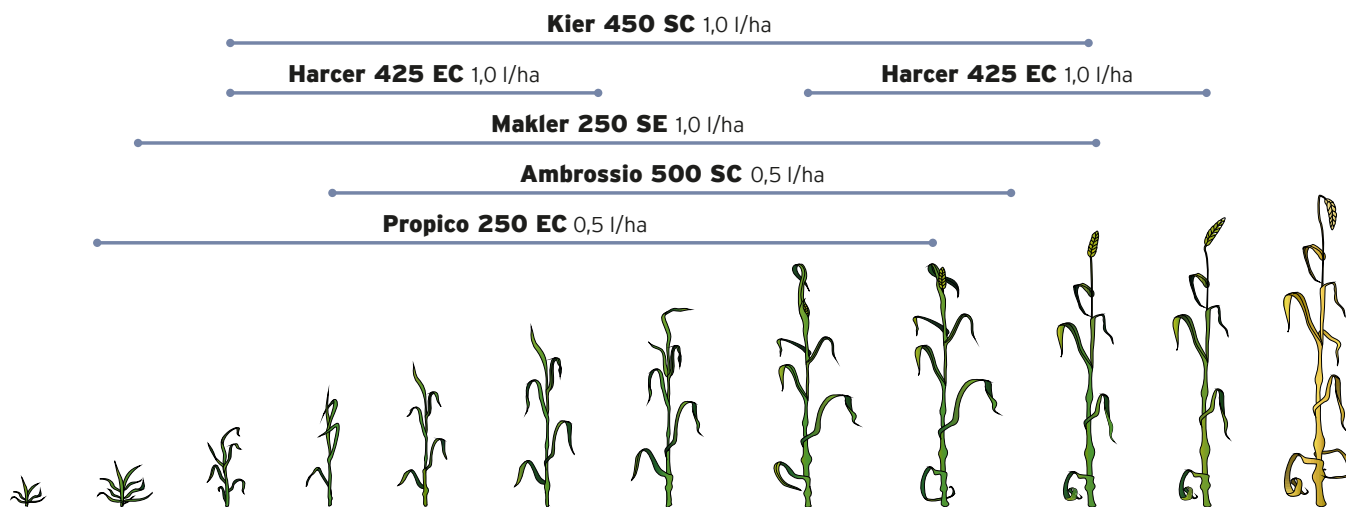 Kier 450 SC 1,0 l/ha
Harcer 425 EC 1,0 l/ha
Harcer 425 EC 1,0 l/ha
Makler 250 SE 1,0 l/ha
Ambrossio 500 SC 0,5 l/ha
Propico 250 EC 0,5 l/ha